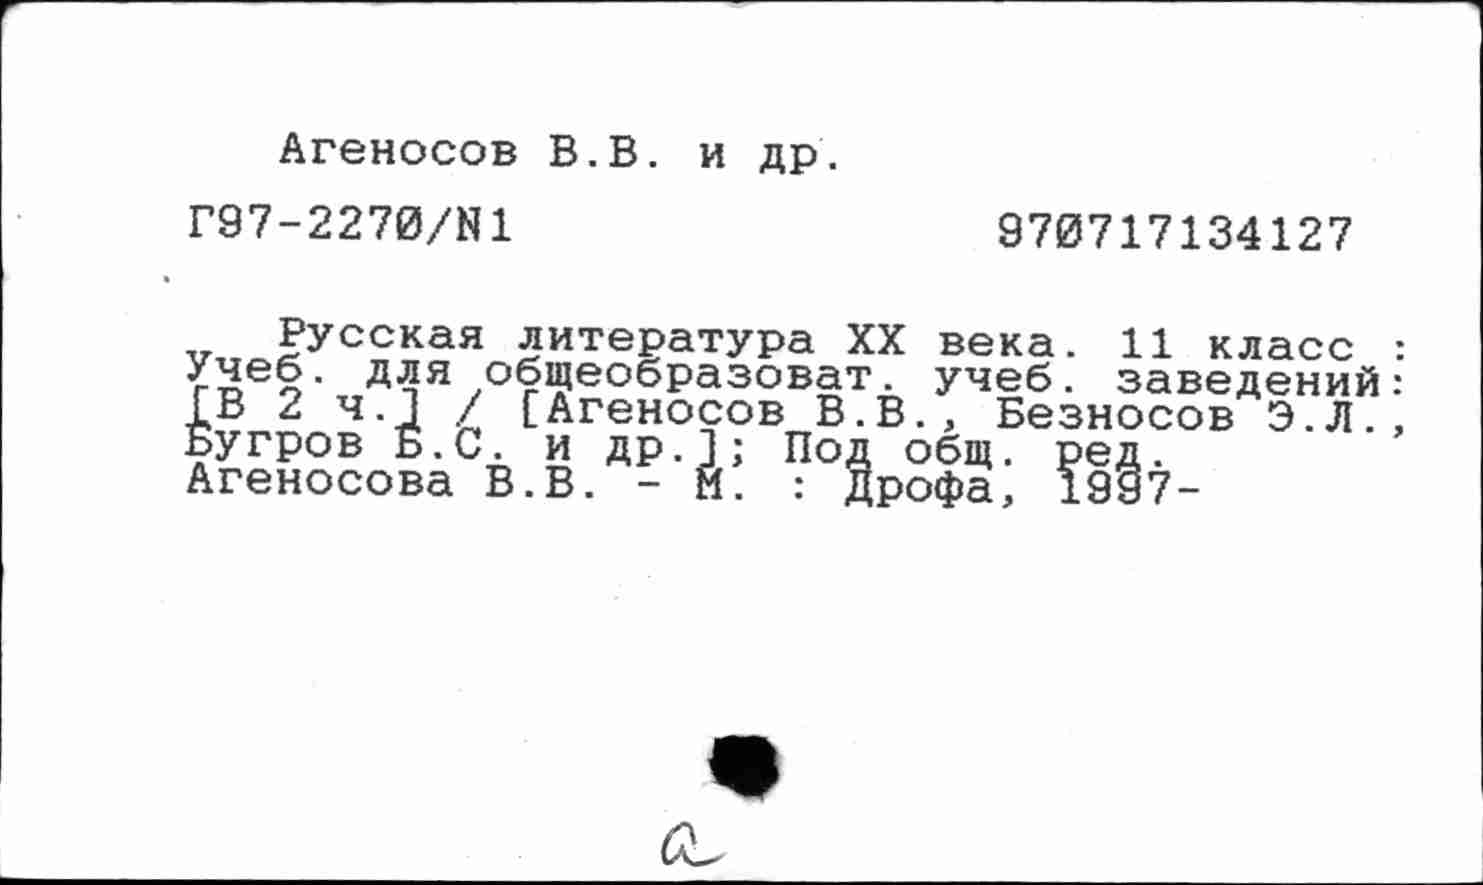 Агеносов В.В. и др.
Г97-2270/N1 970717134127
Русская литература XX века. 11 класс :
Учеб. для общеобразоват. учеб. заведений:
[В 2 ч.] / [Агеносов В.В., Безносов Э.Л.,
Бугров Б.С. и др.]; Под общ. ред.
Агеносова В.В. - М. : Дрофа, 1997-
а